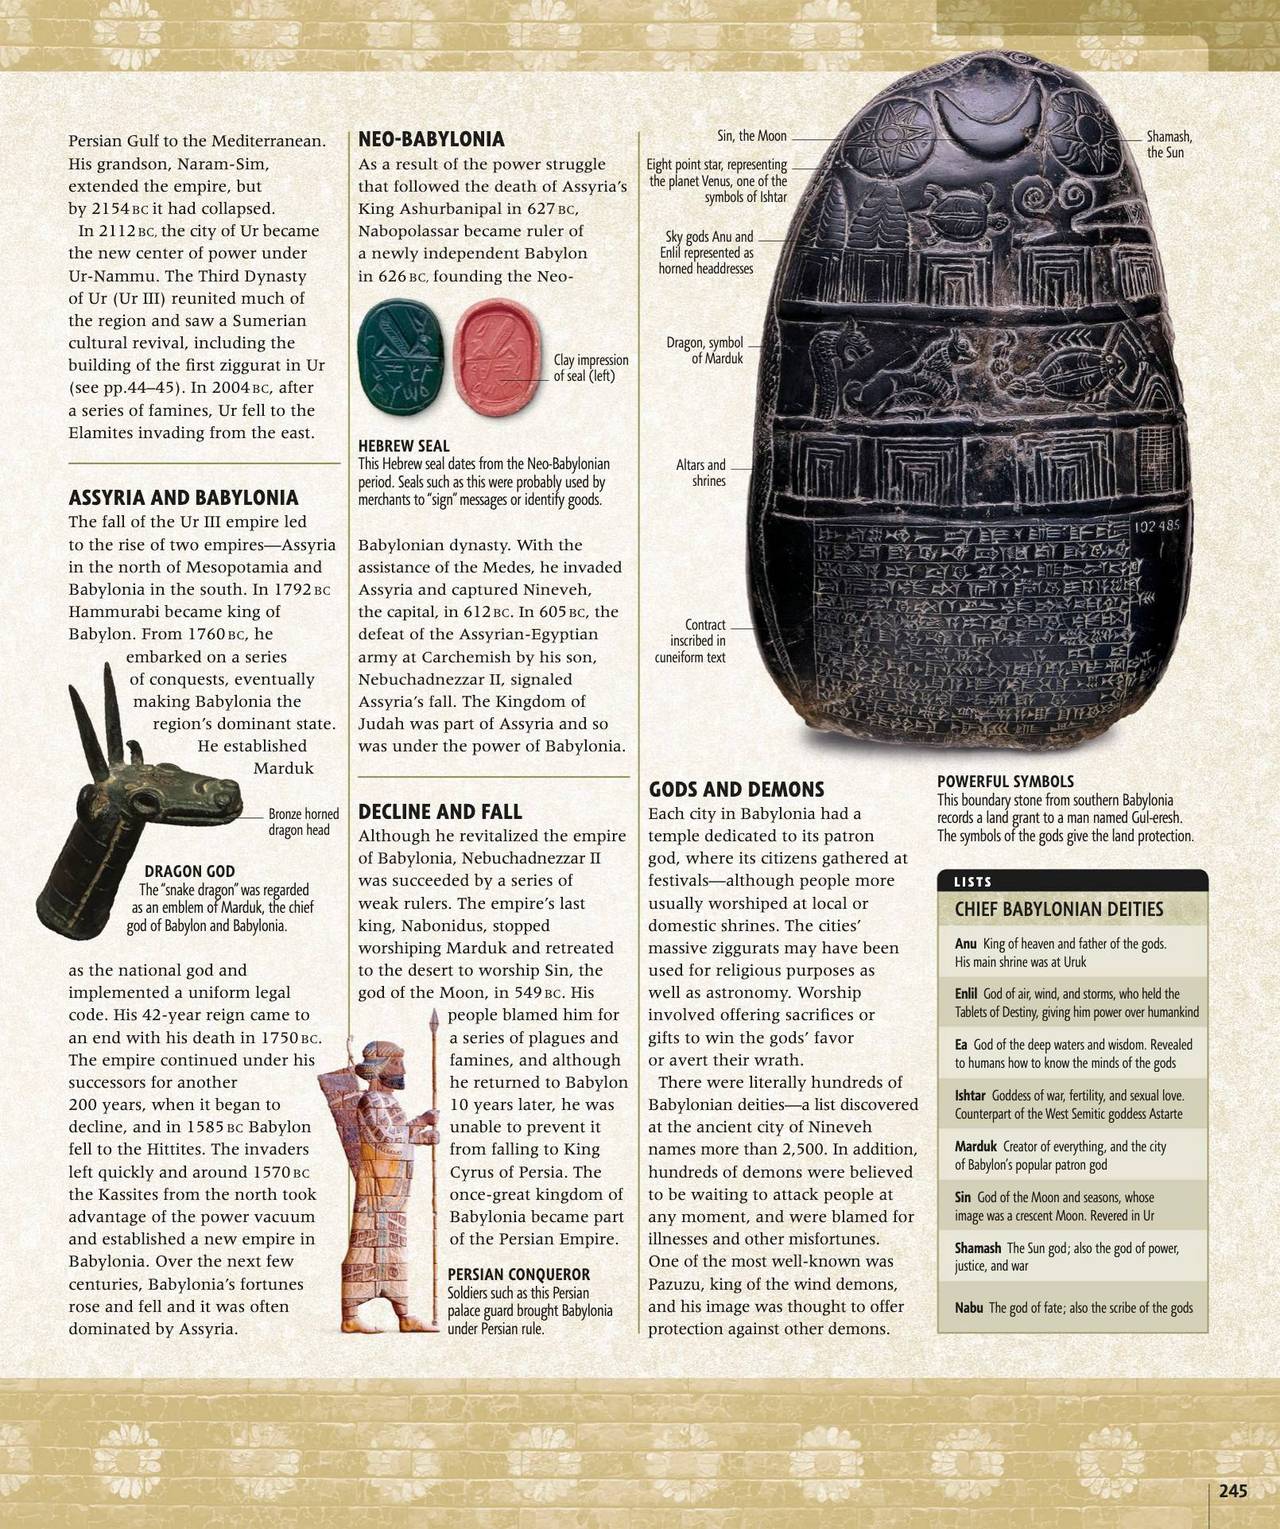 Persian Gulf to the Mediterranean.
His grandson, Naram-Sim,
extended the empire, but
by 2154 BC it had collapsed.
In 2112 BC, the city of Ur became
the new center of power under
Ur-Nammu. The Third Dynasty
of Ur (Ur III) reunited much of
the region and saw a Sumerian
cultural revival, including the
building of the first ziggurat in Ur
(see pp.44–45). In 2004 BC, after
a series of famines, Ur fell to the
Elamites invading from the east.
ASSYRIA AND BABYLONIA
The fall of the Ur III empire led
to the rise of two empires—Assyria
in the north of Mesopotamia and
Babylonia in the south. In 1792 BC
Hammurabi became king of
Babylon. From 1760 BC, he
embarked on a series
of conquests, eventually
making Babylonia the
region's dominant state.
He established
Marduk
Bronze horned
dragon head
DRAGON GOD
The "snake dragon" was regarded
as an emblem of Marduk, the chief
god of Babylon and Babylonia.
as the national god and
implemented a uniform legal
code. His 42-year reign came to
an end with his death in 1750 BC.
The empire continued under his
successors for another
200 years, when it began to
decline, and in 1585 BC Babylon
fell to the Hittites. The invaders
left quickly and around 1570 BC
the Kassites from the north took
advantage of the power vacuum
and established a new empire in
Babylonia. Over the next few
centuries, Babylonia's fortunes
rose and fell and it was often
dominated by Assyria.
NEO-BABYLONIA
As a result of the power struggle
that followed the death of Assyria's
King Ashurbanipal in 627 BC,
Nabopolassar became ruler of
a newly independent Babylon
in 626 BC, founding the Neo-
Clay impression
of seal (left)
HEBREW SEAL
This Hebrew seal dates from the Neo-Babylonian
period. Seals such as this were probably used by
merchants to "sign" messages or identify goods.
Babylonian dynasty. With the
assistance of the Medes, he invaded
Assyria and captured Nineveh,
the capital, in 612 BC. In 605 BC, the
defeat of the Assyrian-Egyptian
army at Carchemish by his son,
Nebuchadnezzar II, signaled
Assyria's fall. The Kingdom of
Judah was part of Assyria and so
was under the power of Babylonia.
DECLINE AND FALL
Although he revitalized the empire
of Babylonia, Nebuchadnezzar II
was succeeded by a series of
weak rulers. The empire's last
king, Nabonidus, stopped
worshiping Marduk and retreated
to the desert to worship Sin, the
god of the Moon, in 549 BC. His
people blamed him for
a series of plagues and
famines, and although
he returned to Babylon
10 years later, he was
unable to prevent it
from falling to King
Cyrus of Persia. The
once-great kingdom of
Babylonia became part
of the Persian Empire.
PERSIAN CONQUEROR
Soldiers such as this Persian
palace guard brought Babylonia
under Persian rule.
Sin, the Moon
Eight point star, representing
the planet Venus, one of the
symbols of Ishtar
Sky gods Anu and
Enlil represented as
horned headdresses
Dragon, symbol
of Marduk
Altars and
shrines
Contract
inscribed in
cuneiform text
Shamash,
the Sun
102485
GODS AND DEMONS
Each city in Babylonia had a
temple dedicated to its patron
god, where its citizens gathered at
festivals—although people more
usually worshiped at local or
domestic shrines. The cities'
massive ziggurats may have been
used for religious purposes as
well as astronomy. Worship
involved offering sacrifices or
gifts to win the gods' favor
or avert their wrath.
There were literally hundreds of
Babylonian deities—a list discovered
at the ancient city of Nineveh
names more than 2,500. In addition,
hundreds of demons were believed
to be waiting to attack people at
any moment, and were blamed for
illnesses and other misfortunes.
One of the most well-known was
Pazuzu, king of the wind demons,
and his image was thought to offer
protection against other demons.
POWERFUL SYMBOLS
This boundary stone from southern Babylonia
records a land grant to a man named Gul-eresh.
The symbols of the gods give the land protection.
LISTS
CHIEF BABYLONIAN DEITIES
Anu King of heaven and father of the gods.
His main shrine was at Uruk
Enlil God of air, wind, and storms, who held the
Tablets of Destiny, giving him power over humankind
Ea God of the deep waters and wisdom. Revealed
to humans how to know the minds of the gods
Ishtar Goddess of war, fertility, and sexual love.
Counterpart of the West Semitic goddess Astarte
Marduk Creator of everything, and the city
of Babylon's popular patron god
Sin God of the Moon and seasons, whose
image was a crescent Moon. Revered in Ur
Shamash The Sun god; also the god of power,
justice, and war
Nabu The god of fate; also the scribe of the gods
245